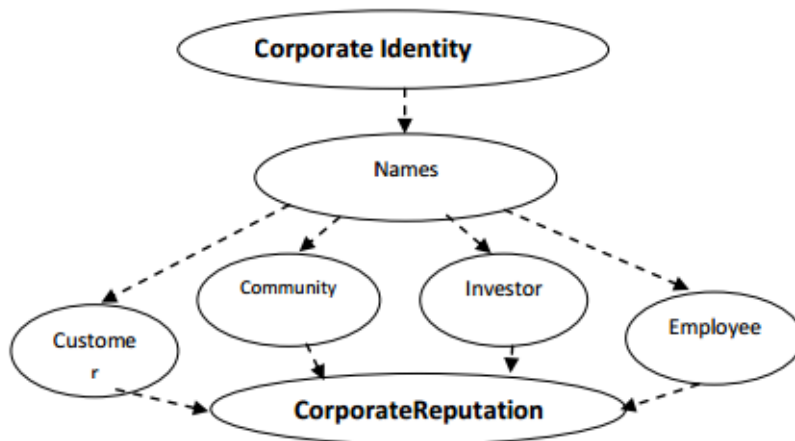 Corporate Identity
Names
Community
Investor
Custome
r
Employee
CorporateReputation